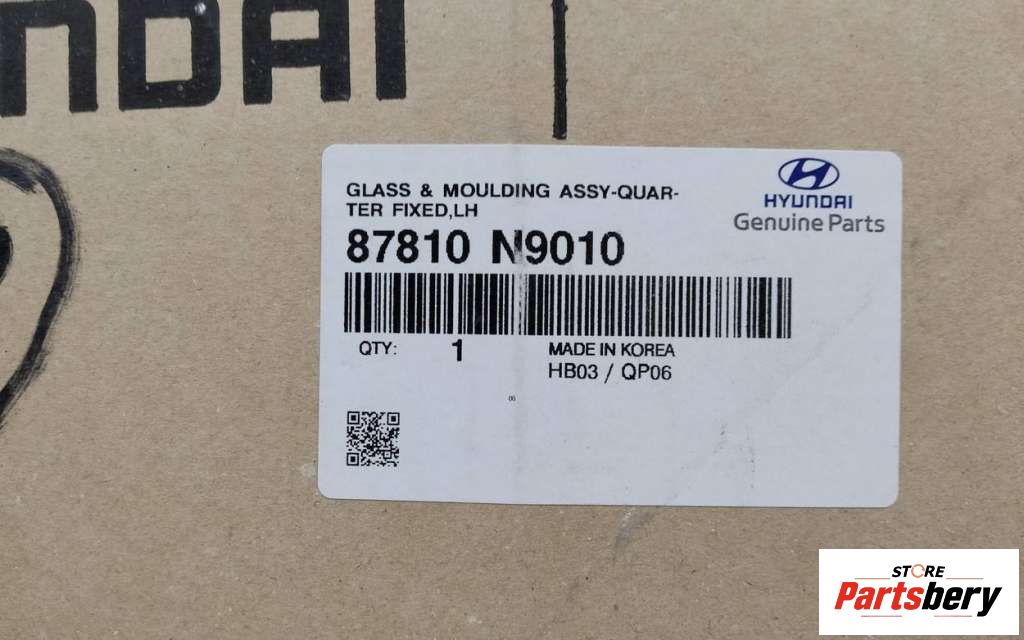 NDAI
GLASS & MOULDING ASSY-QUAR-
TER FIXED,LH
HYUNDAI
Genuine Parts
87810 N9010
QTY: 1 MADE IN KOREA
HB03 / QP06
06
STORE
Partsbery